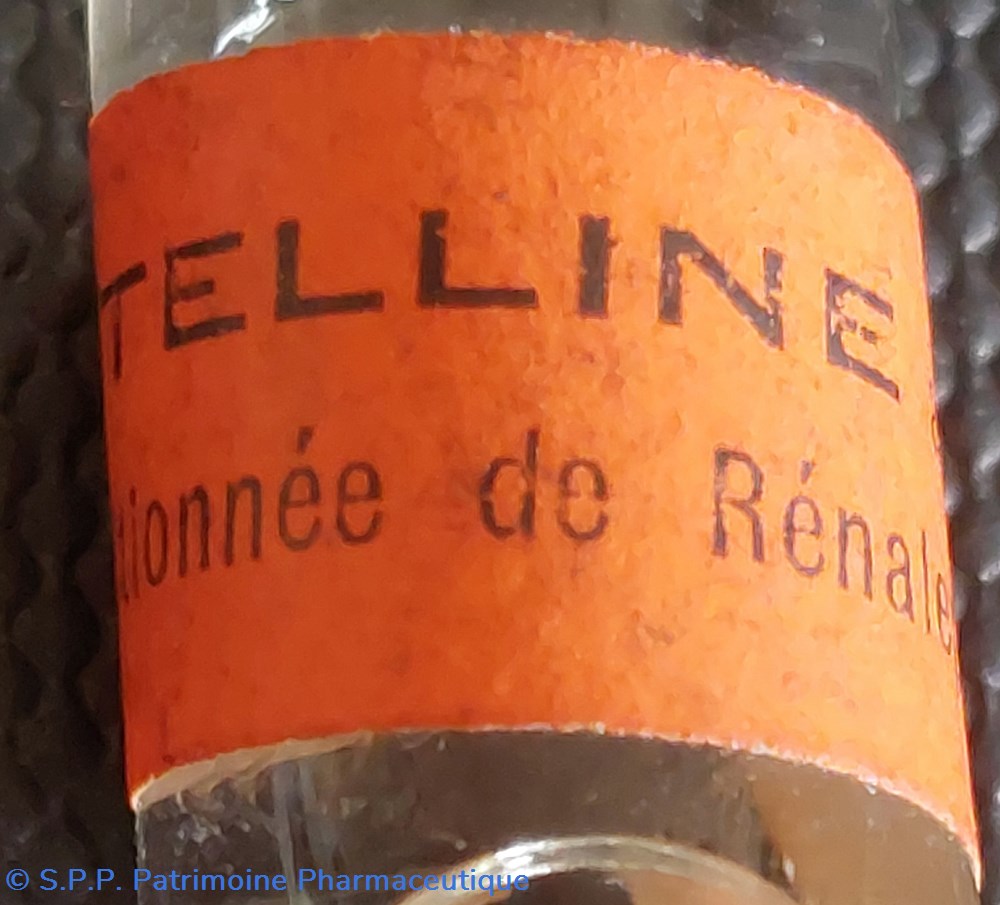 TELLINE
tionnée de Rénale
© S.P.P. Patrimoine Pharmaceutique